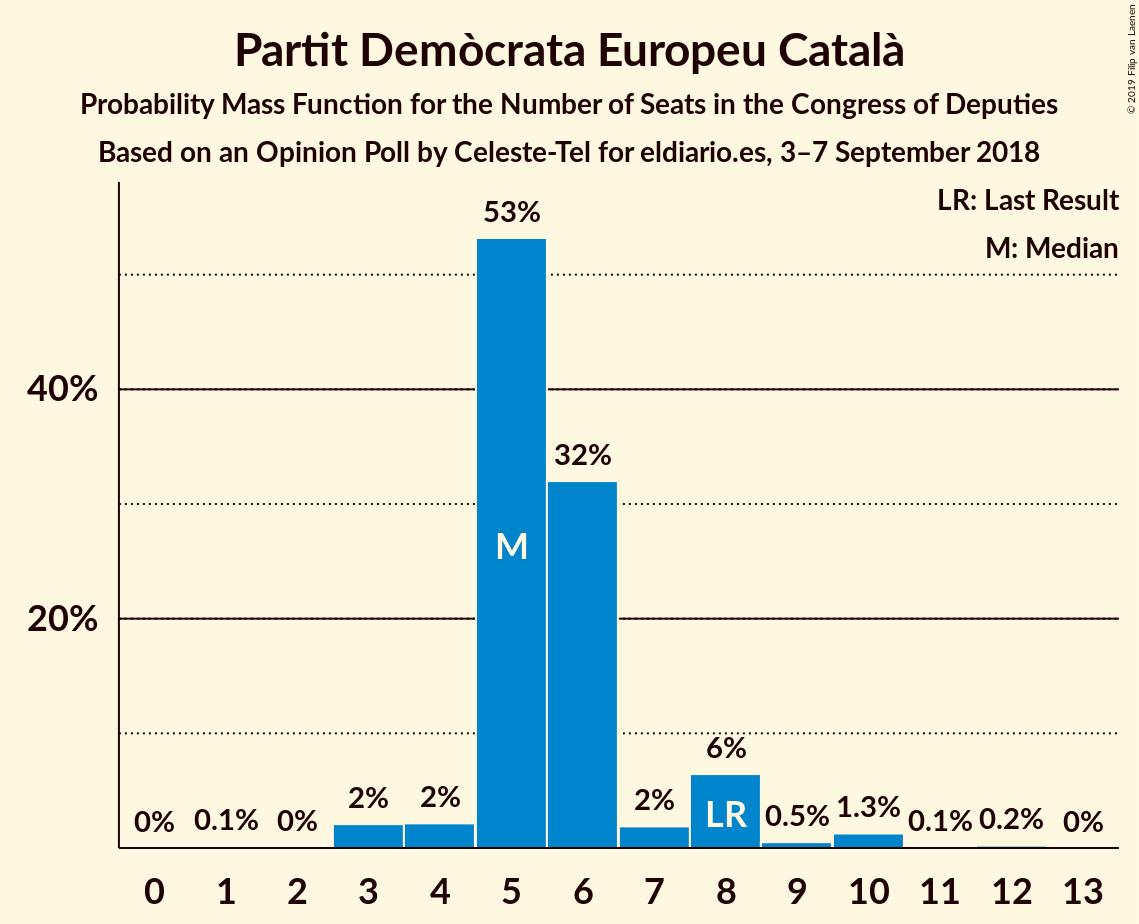 Partit Demòcrata Europeu Català
Probability Mass Function for the Number of Seats in the Congress of Deputies
Based on an Opinion Poll by Celeste-Tel for eldiario.es, 3–7 September 2018
© 2019 Filip van Laenen
LR: Last Result
M: Median
53%
40%
32%
M
20%
6%
2%
2%
2%
LR
0%
0.1%
0%
0.5%
1.3%
0.1%
0.2%
0%
0 1 2 3 4 5 6 7 8 9 10 11 12 13